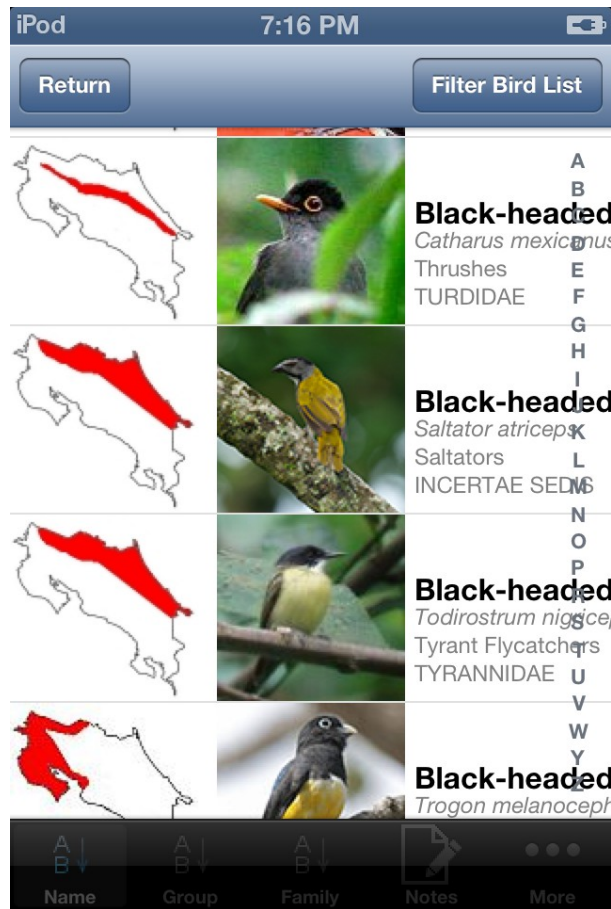 iPod 7:16 PM
Return Filter Bird List
Black-headed
Catharus mexicanus
Thrushes
TURDIDAE
Black-headed
Saltator atriceps
Saltators
INCERTAE SEDIS
Black-headed
Todirostrum nigricep
Tyrant Flycatchers
TYRANNIDAE
Black-headed
Trogon melanoceph
A
B
C
D
E
F
G
H
I
J
K
L
M
N
O
P
R
S
T
U
V
W
Y
Z
A
B
A
B
A
B
Name Group Family Notes More